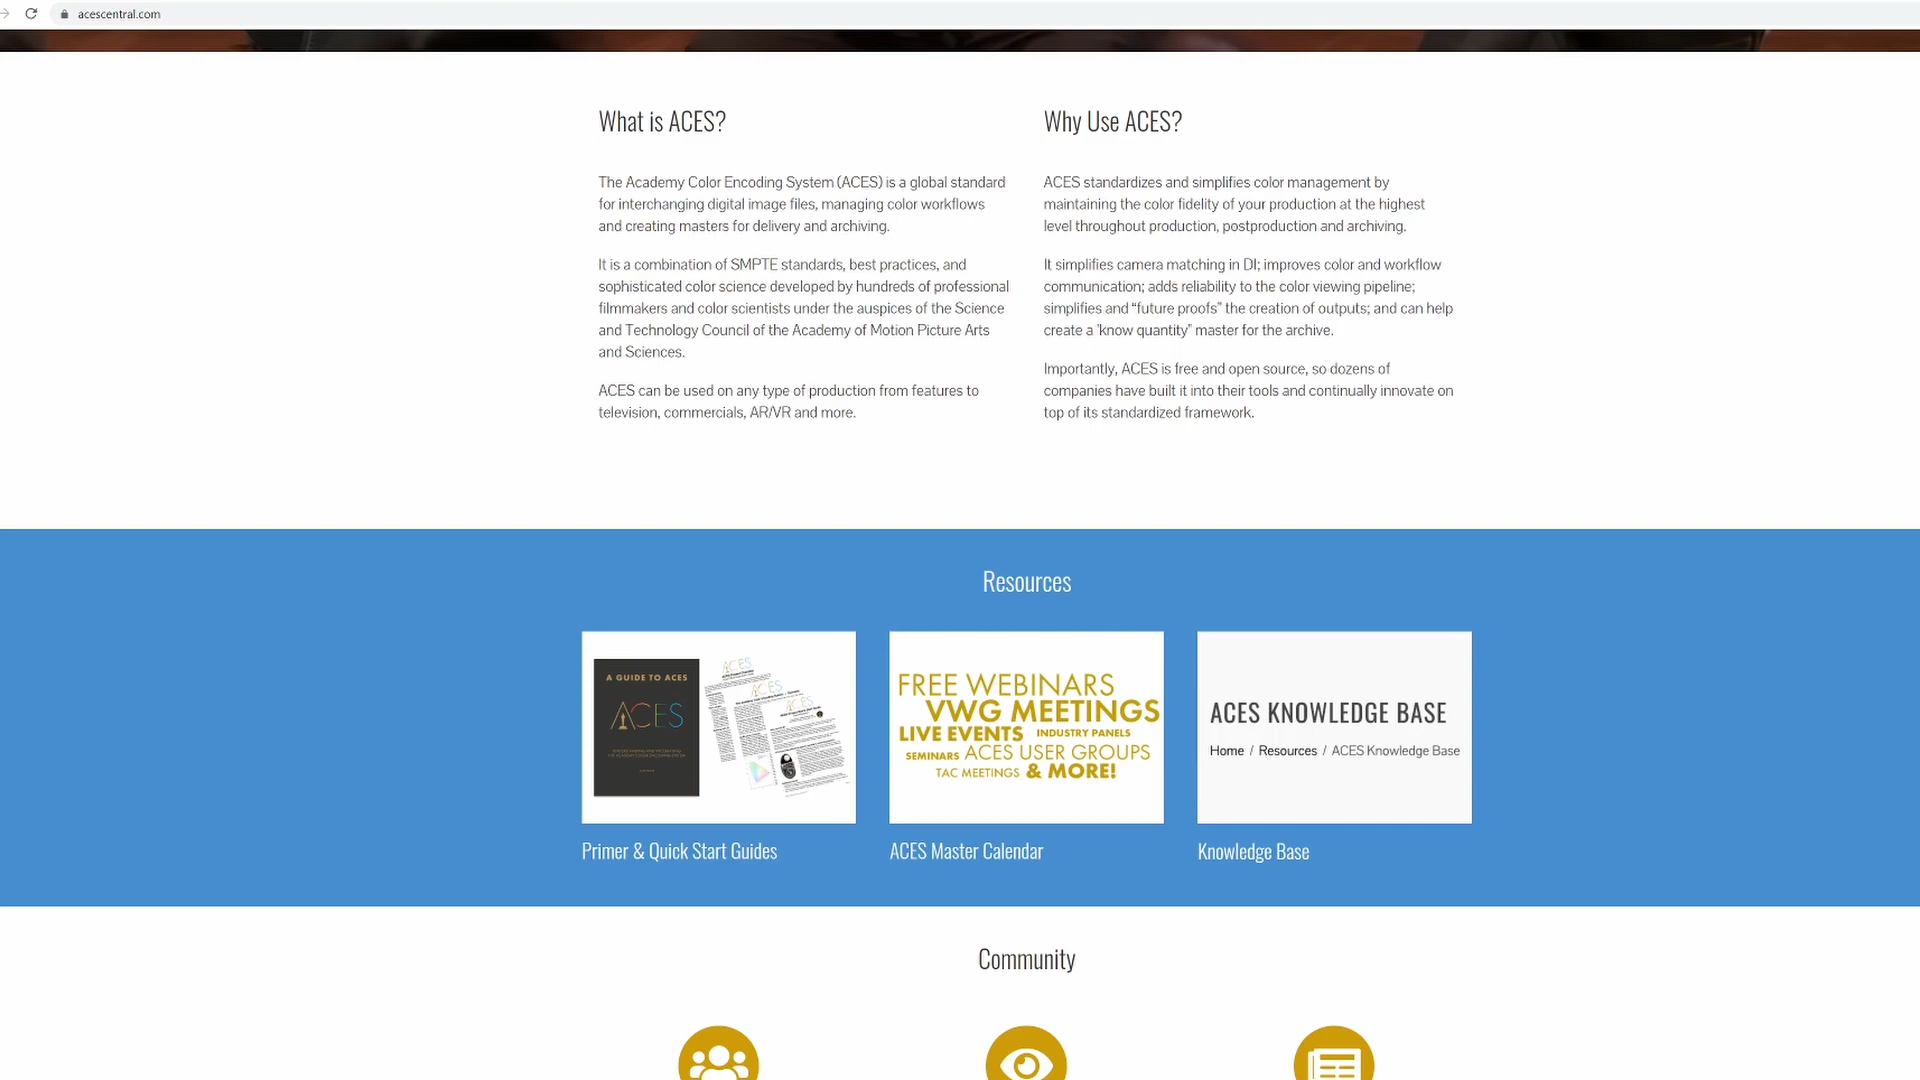 acescentral.com
What is ACES?
The Academy Color Encoding System (ACES) is a global standard
for interchanging digital image files, managing color workflows
and creating masters for delivery and archiving.
It is a combination of SMPTE standards, best practices, and
sophisticated color science developed by hundreds of professional
filmmakers and color scientists under the auspices of the Science
and Technology Council of the Academy of Motion Picture Arts
and Sciences.
ACES can be used on any type of production from features to
television, commercials, AR/VR and more.
Why Use ACES?
ACES standardizes and simplifies color management by
maintaining the color fidelity of your production at the highest
level throughout production, postproduction and archiving.
It simplifies camera matching in DI; improves color and workflow
communication; adds reliability to the color viewing pipeline;
simplifies and “future proofs” the creation of outputs; and can help
create a 'know quantity” master for the archive.
Importantly, ACES is free and open source, so dozens of
companies have built it into their tools and continually innovate on
top of its standardized framework.
Resources
A GUIDE TO ACES
ACES
ACES
ACES
ACES
FREE WEBINARS
VWG MEETINGS
LIVE EVENTS INDUSTRY PANELS
SEMINARS ACES USER GROUPS
TAC MEETINGS & MORE!
ACES KNOWLEDGE BASE
Home / Resources / ACES Knowledge Base
Primer & Quick Start Guides
ACES Master Calendar
Knowledge Base
Community